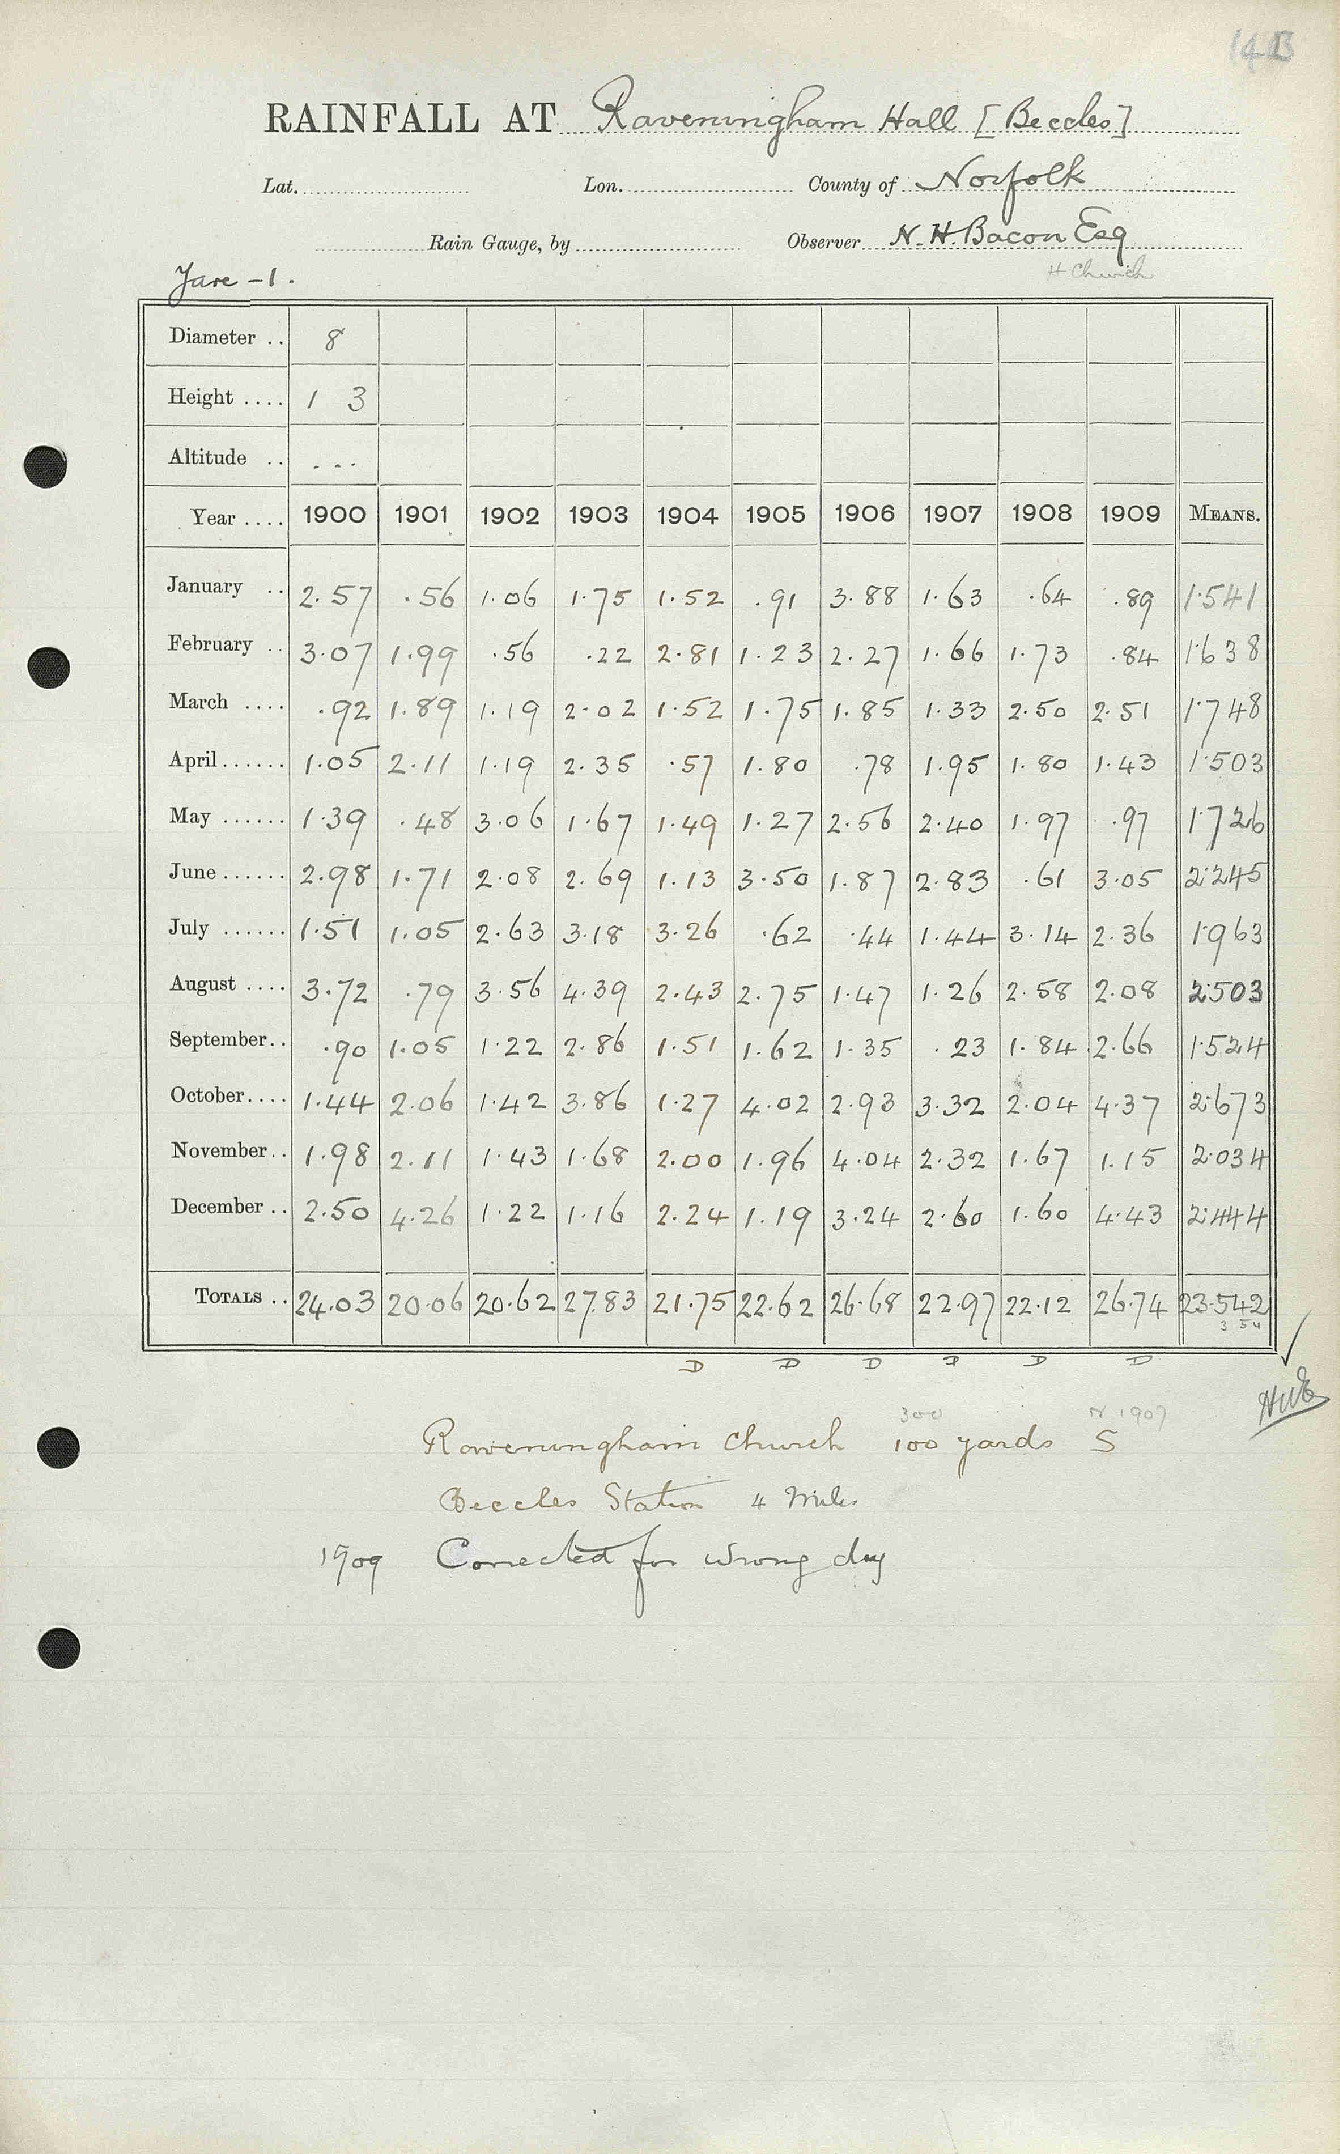 RAINFALL AT Raveningham Hall [Beccles]
Lat. Lon. County of Norfolk
Rain Gauge, by Observer N. H. Bacon Esq
H Church
Yare - 1.
Diameter .. 8
Height .... 1 3
Altitude .. ...
Year .... 1900 1901 1902 1903 1904 1905 1906 1907 1908 1909 MEANS.
January .. 2.57 .56 1.06 1.75 1.52 .91 3.88 1.63 .64 .89 1.541
February .. 3.07 1.99 .56 .22 2.81 1.23 2.27 1.66 1.73 .84 1.638
March .... .92 1.89 1.19 2.02 1.52 1.75 1.85 1.33 2.50 2.51 1.748
April...... 1.05 2.11 1.19 2.35 .57 1.80 .78 1.95 1.80 1.43 1.503
May ...... 1.39 .48 3.06 1.67 1.49 1.27 2.56 2.40 1.97 .97 1.726
June...... 2.98 1.71 2.08 2.69 1.13 3.50 1.87 2.83 .61 3.05 2.245
July ...... 1.51 1.05 2.63 3.18 3.26 .62 .44 1.44 3.14 2.36 1.963
August .... 3.72 .79 3.56 4.39 2.43 2.75 1.47 1.26 2.58 2.08 2.503
September.. .90 1.05 1.22 2.86 1.51 1.62 1.35 .23 1.84 2.66 1.524
October.... 1.44 2.06 1.42 3.86 1.27 4.02 2.93 3.32 2.04 4.37 2.673
November.. 1.98 2.11 1.43 1.68 2.00 1.96 4.04 2.32 1.67 1.15 2.034
December .. 2.50 4.26 1.22 1.16 2.24 1.19 3.24 2.60 1.60 4.43 2.444
TOTALS .. 24.03 20.06 20.62 27.83 21.75 22.62 26.68 22.97 22.12 26.74 23.542
3 54
D D D D D D
300 N 1907
Raveningham Church 100 yards S
Beccles Station 4 Miles
1909 Corrected for wrong day